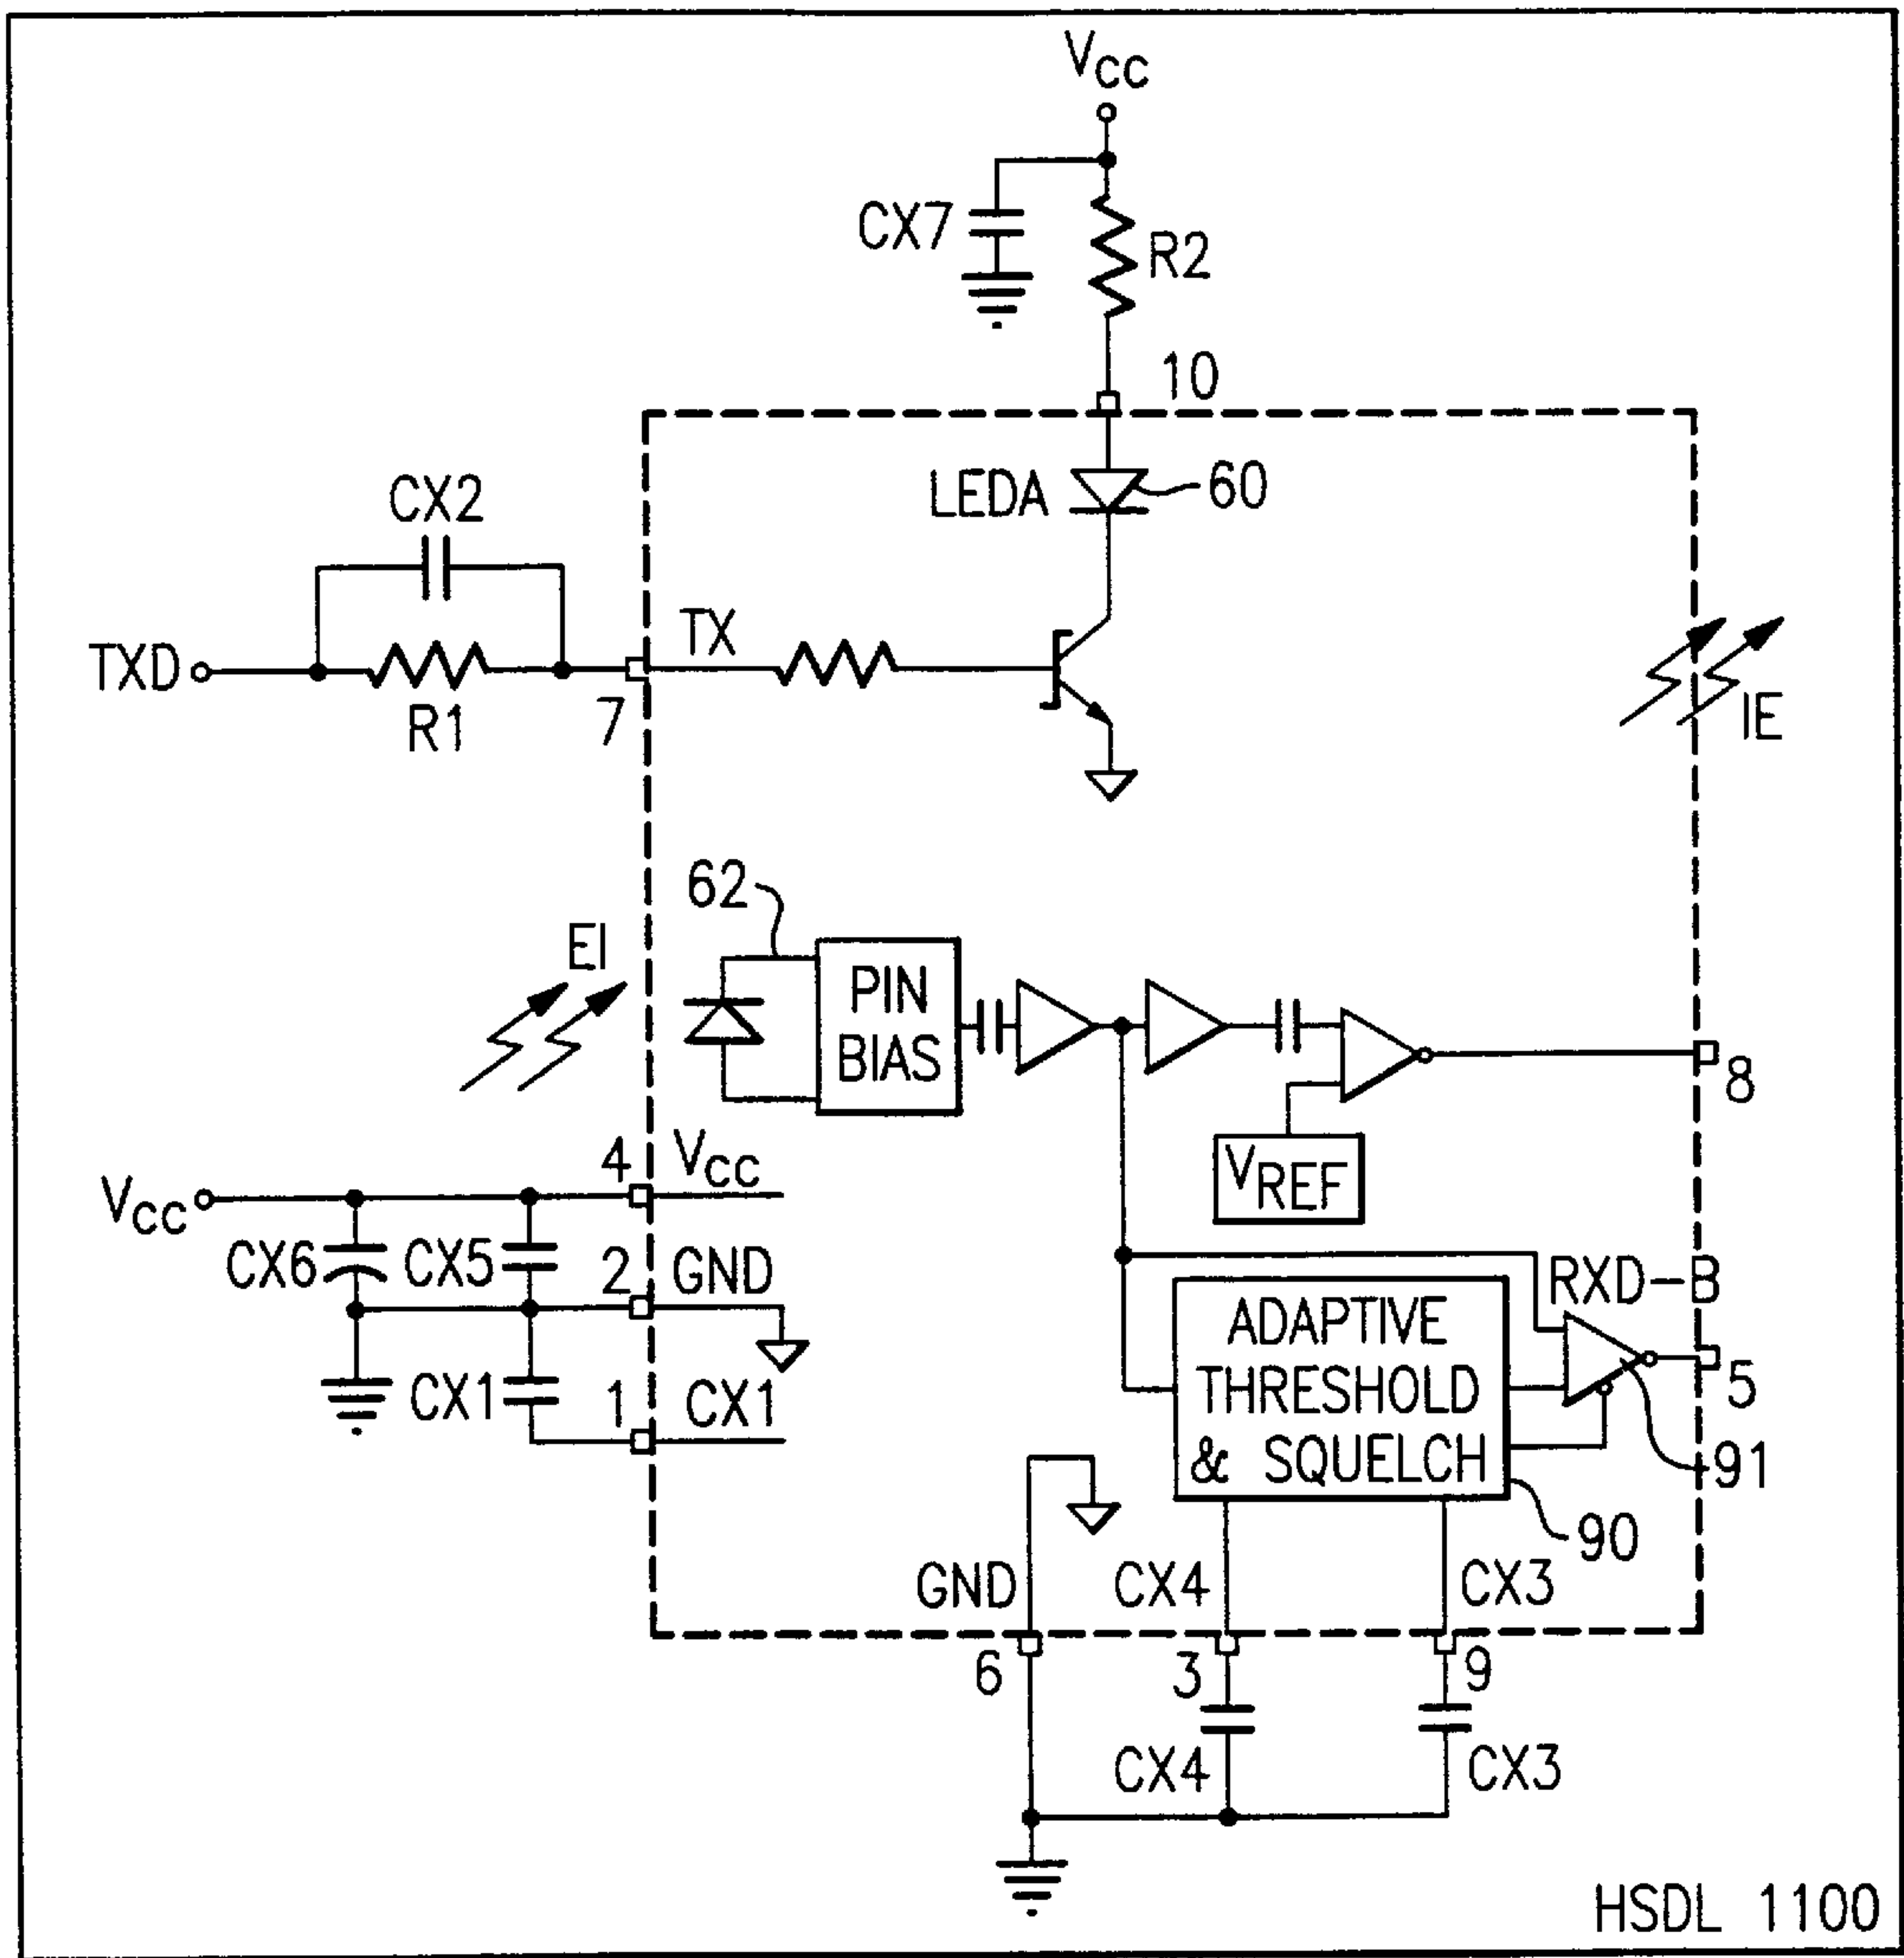 VCC
CX7
R2
10
LEDA
60
CX2
TXD
R1
7
TX
IE
62
EI
PIN
BIAS
8
VREF
4
VCC
VCC
CX6
CX5
2
GND
CX1
1
CX1
RXD-B
ADAPTIVE
THRESHOLD
& SQUELCH
5
91
90
GND
CX4
CX3
6
3
9
CX4
CX3
HSDL 1100